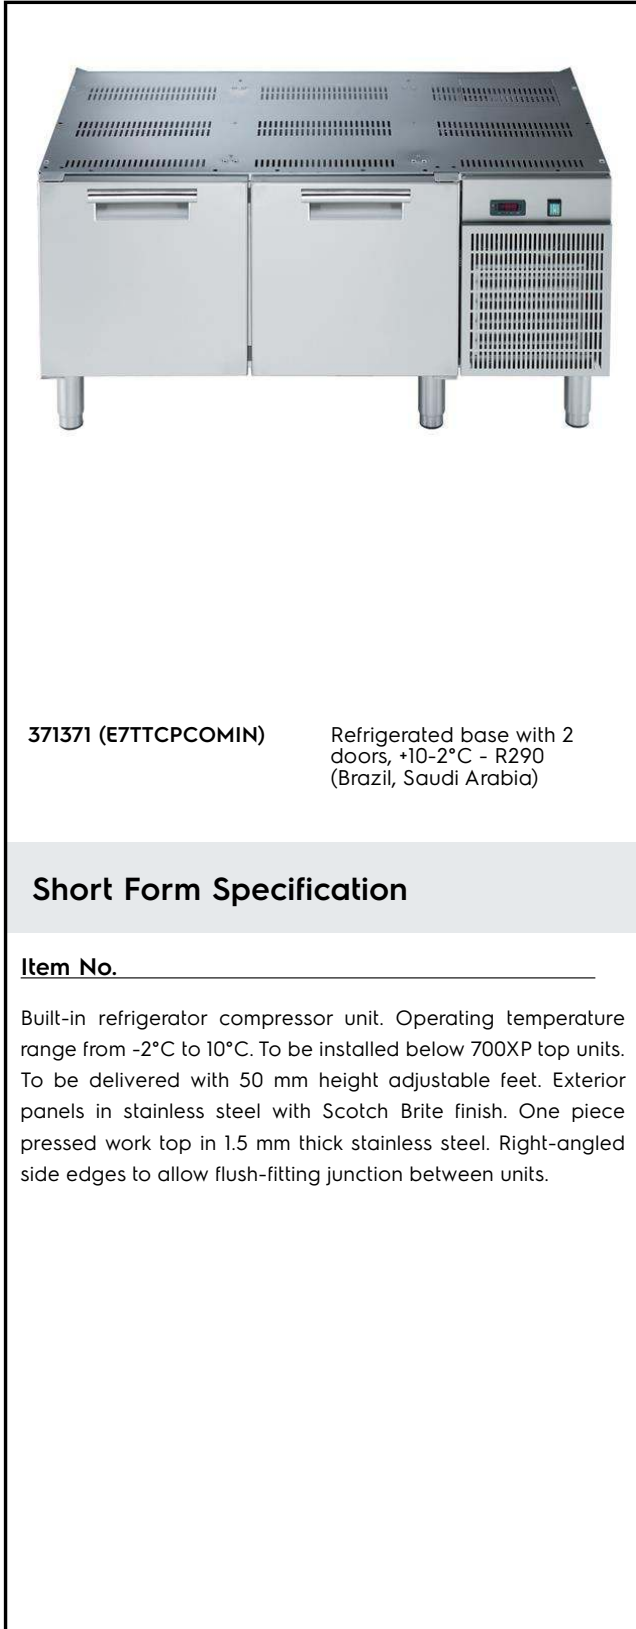 371371 (E7TTCPCOMIN)
Refrigerated base with 2
doors, +10-2°C - R290
(Brazil, Saudi Arabia)
Short Form Specification
Item No.
Built-in refrigerator compressor unit. Operating temperature
range from -2°C to 10°C. To be installed below 700XP top units.
To be delivered with 50 mm height adjustable feet. Exterior
panels in stainless steel with Scotch Brite finish. One piece
pressed work top in 1.5 mm thick stainless steel. Right-angled
side edges to allow flush-fitting junction between units.